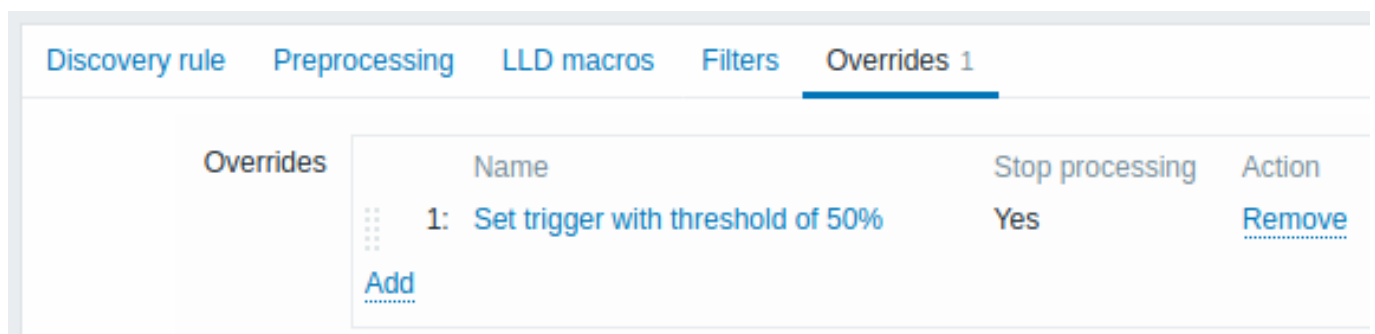 Discovery rule Preprocessing LLD macros Filters Overrides 1
Overrides Name Stop processing Action
1: Set trigger with threshold of 50% Yes Remove
Add